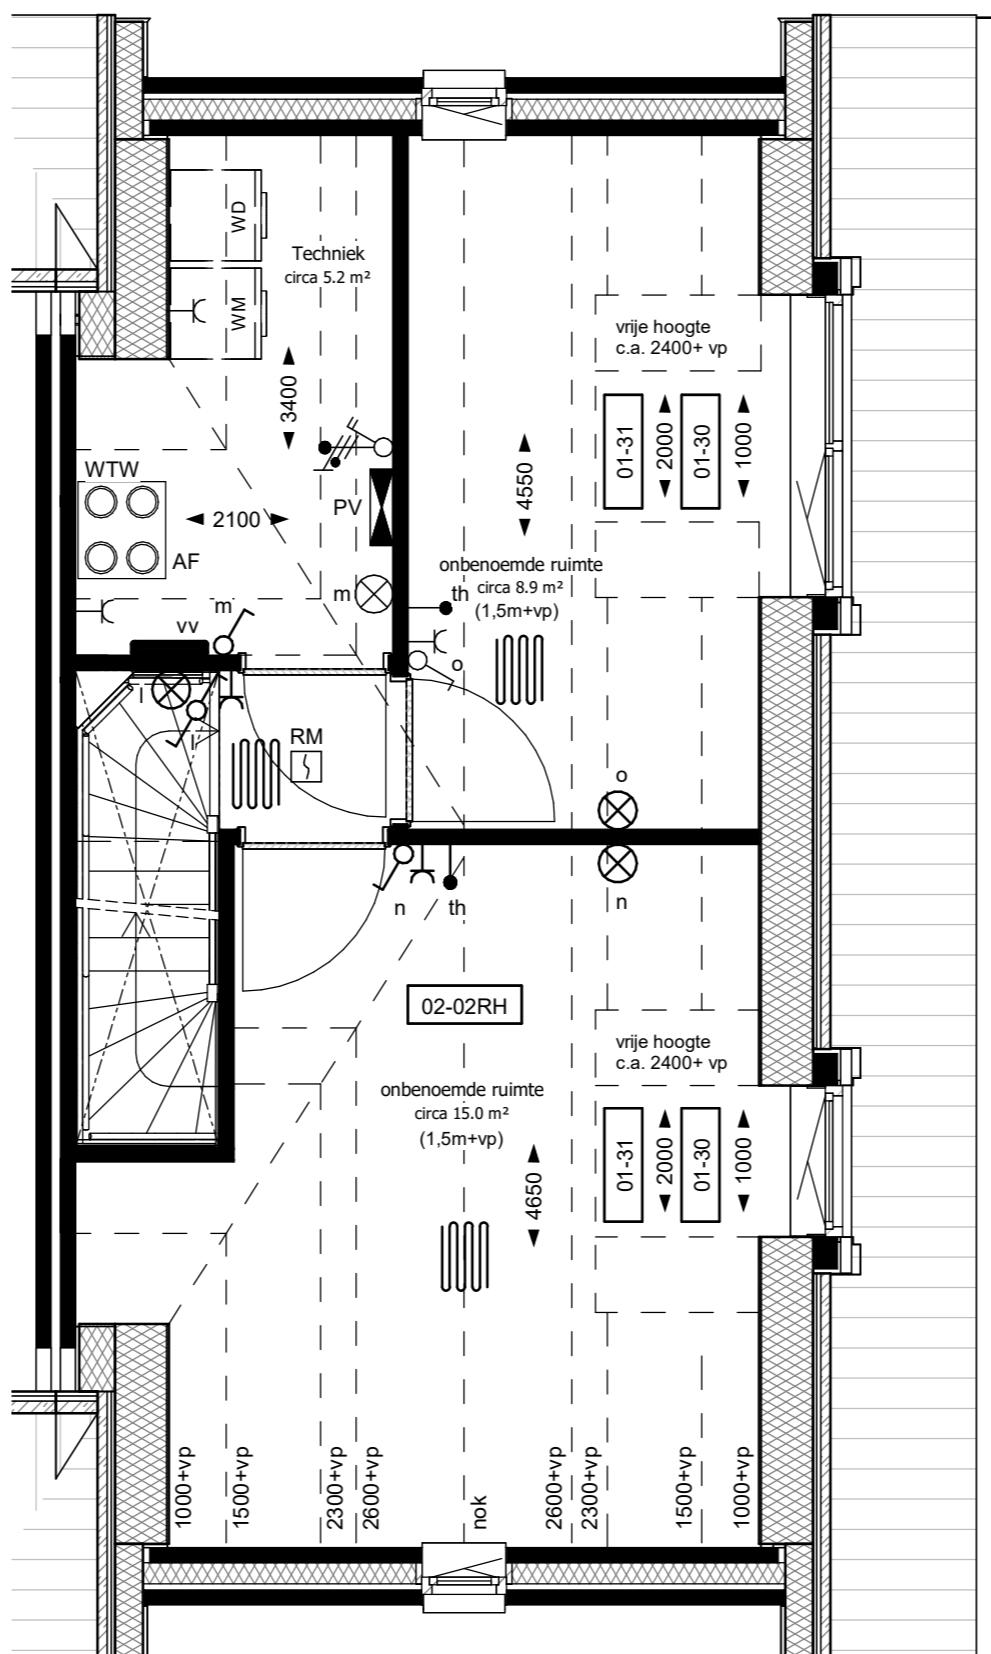 WD
WM
Techniek
circa 5.2 m²
3400
WTW
AF
2100
PV
m
m
vv
vrije hoogte
c.a. 2400+ vp
01-31
2000
01-30
1000
4550
onbenoemde ruimte
circa 8.9 m²
(1,5m+vp)
th
o
l
l
RM
o
n
n
th
02-02RH
vrije hoogte
c.a. 2400+ vp
onbenoemde ruimte
circa 15.0 m²
(1,5m+vp)
01-31
2000
01-30
1000
4650
1000+vp
1500+vp
2300+vp
2600+vp
nok
2600+vp
2300+vp
1500+vp
1000+vp